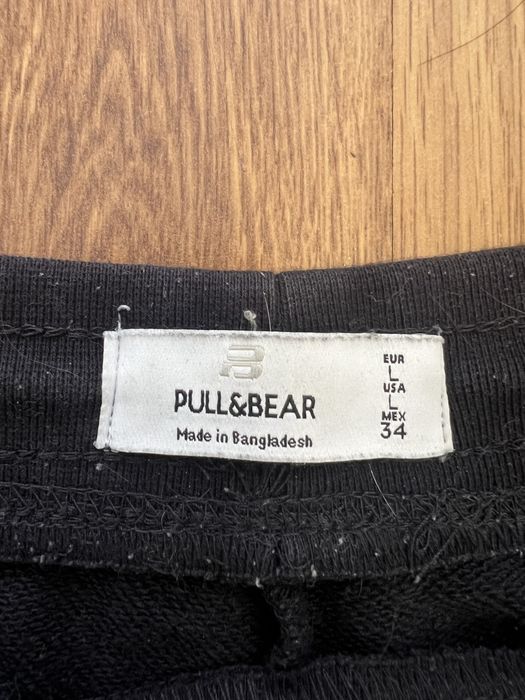 PULL&BEAR
Made in Bangladesh
EUR
L
USA
L
MEX
34